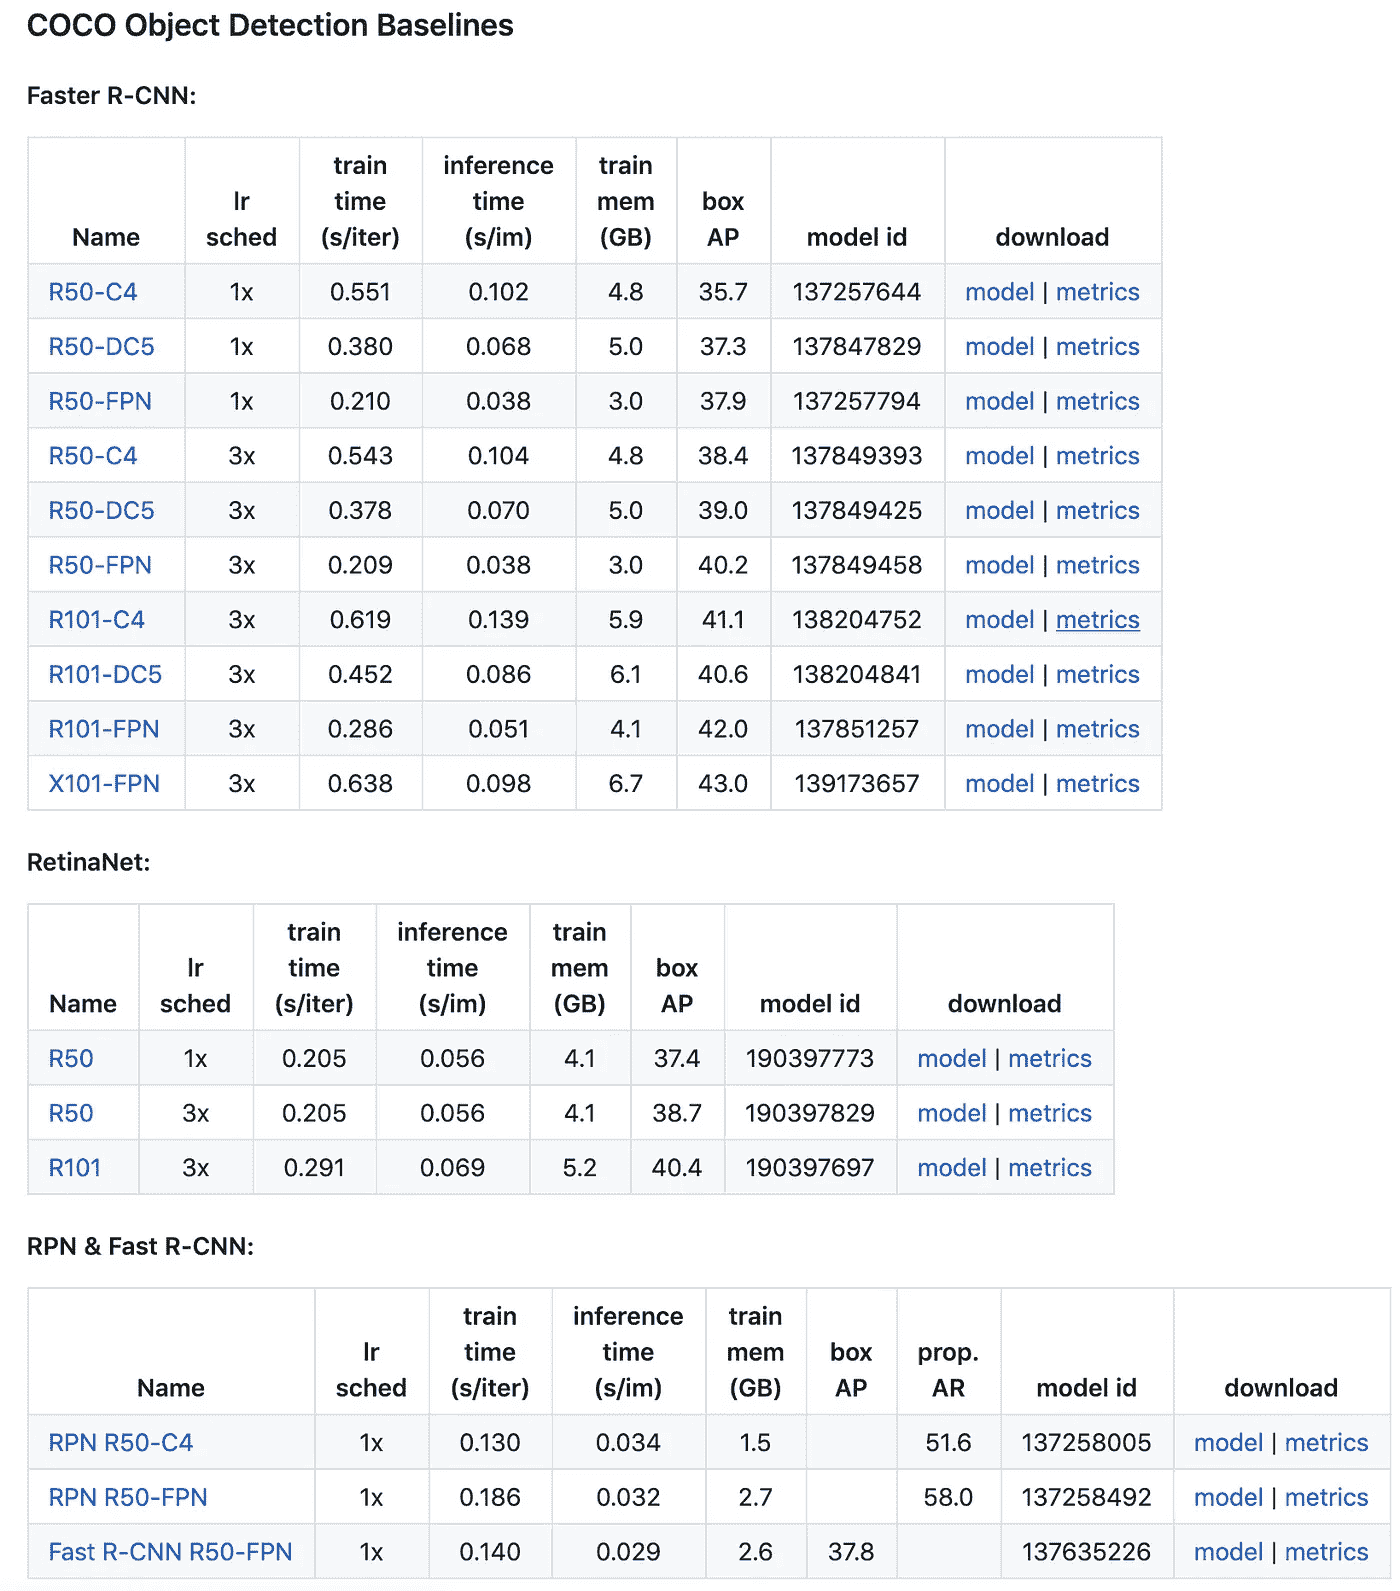 COCO Object Detection Baselines
Faster R-CNN:
Name lr sched train time (s/iter) inference time (s/im) train mem (GB) box AP model id download
R50-C4 1x 0.551 0.102 4.8 35.7 137257644 model | metrics
R50-DC5 1x 0.380 0.068 5.0 37.3 137847829 model | metrics
R50-FPN 1x 0.210 0.038 3.0 37.9 137257794 model | metrics
R50-C4 3x 0.543 0.104 4.8 38.4 137849393 model | metrics
R50-DC5 3x 0.378 0.070 5.0 39.0 137849425 model | metrics
R50-FPN 3x 0.209 0.038 3.0 40.2 137849458 model | metrics
R101-C4 3x 0.619 0.139 5.9 41.1 138204752 model | metrics
R101-DC5 3x 0.452 0.086 6.1 40.6 138204841 model | metrics
R101-FPN 3x 0.286 0.051 4.1 42.0 137851257 model | metrics
X101-FPN 3x 0.638 0.098 6.7 43.0 139173657 model | metrics
RetinaNet:
Name lr sched train time (s/iter) inference time (s/im) train mem (GB) box AP model id download
R50 1x 0.205 0.056 4.1 37.4 190397773 model | metrics
R50 3x 0.205 0.056 4.1 38.7 190397829 model | metrics
R101 3x 0.291 0.069 5.2 40.4 190397697 model | metrics
RPN & Fast R-CNN:
Name lr sched train time (s/iter) inference time (s/im) train mem (GB) box AP prop. AR model id download
RPN R50-C4 1x 0.130 0.034 1.5 51.6 137258005 model | metrics
RPN R50-FPN 1x 0.186 0.032 2.7 58.0 137258492 model | metrics
Fast R-CNN R50-FPN 1x 0.140 0.029 2.6 37.8 137635226 model | metrics